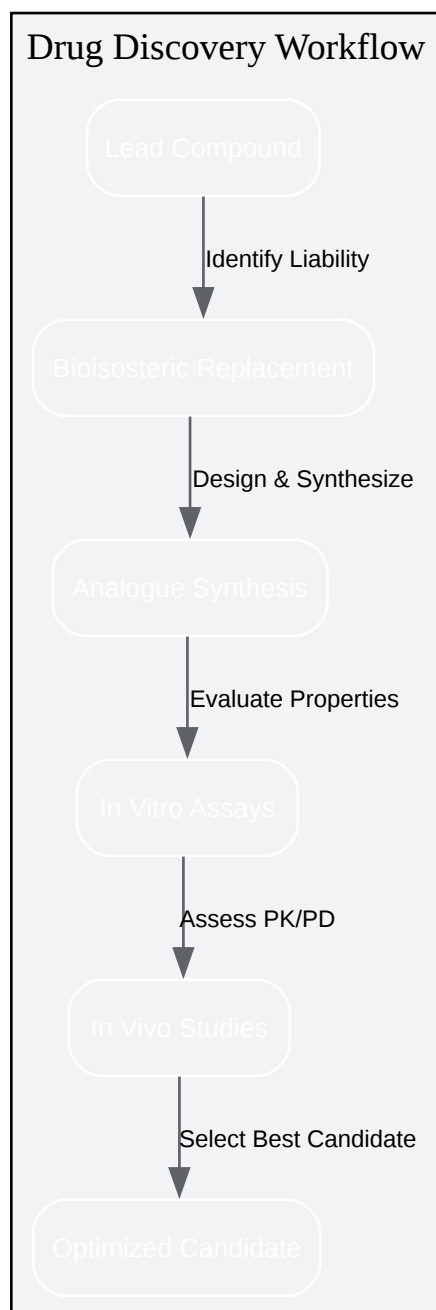 Drug Discovery Workflow
Lead Compound
Identify Liability
Bioisosteric Replacement
Design & Synthesize
Analogue Synthesis
Evaluate Properties
In Vitro Assays
Assess PK/PD
In Vivo Studies
Select Best Candidate
Optimized Candidate